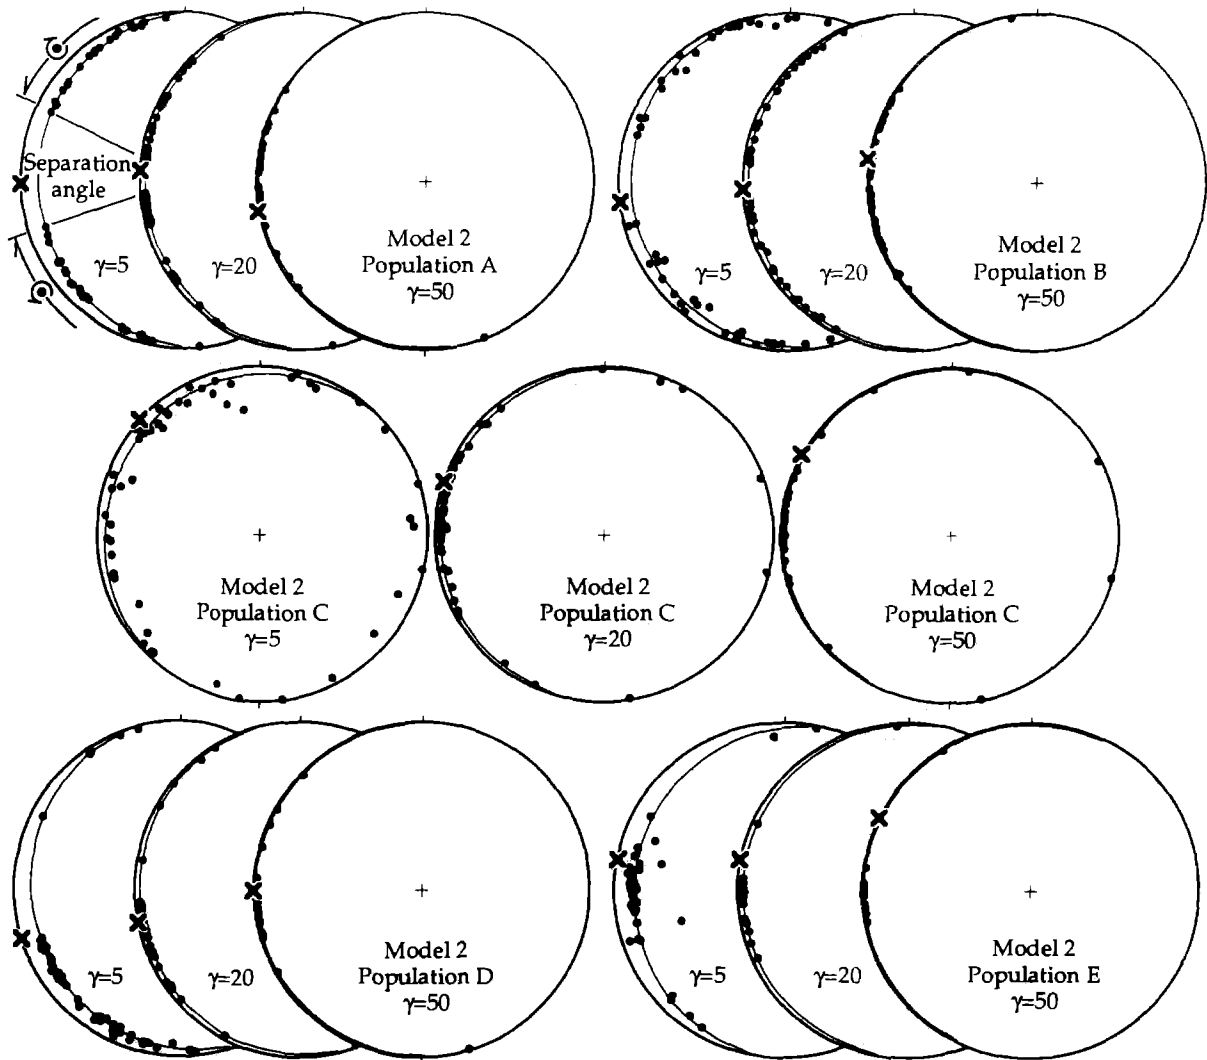 Separation
angle
γ=5
γ=20
Model 2
Population A
γ=50
γ=5
γ=20
Model 2
Population B
γ=50
Model 2
Population C
γ=5
Model 2
Population C
γ=20
Model 2
Population C
γ=50
γ=5
γ=20
Model 2
Population D
γ=50
γ=5
γ=20
Model 2
Population E
γ=50